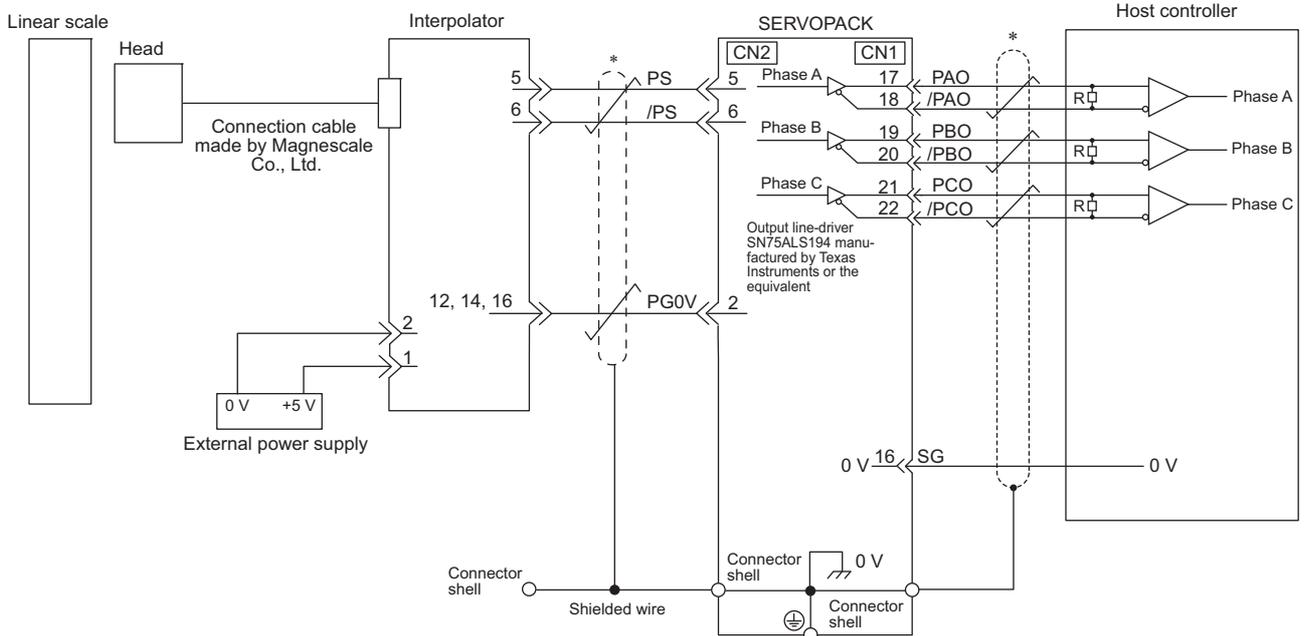 Linear scale
Head
Interpolator
SERVOPACK
Host controller
CN2
CN1
*
*
Connection cable
made by Magnescale
Co., Ltd.
5
PS
5
6
/PS
6
Phase A
17
PAO
18
/PAO
R
Phase A
Phase B
19
PBO
20
/PBO
R
Phase B
Phase C
21
PCO
22
/PCO
R
Phase C
Output line-driver
SN75ALS194 manu-
factured by Texas
Instruments or the
equivalent
12, 14, 16
PG0V
2
2
1
0 V
+5 V
External power supply
0 V
16
SG
0 V
Connector
shell
Shielded wire
Connector
shell
0 V
Connector
shell